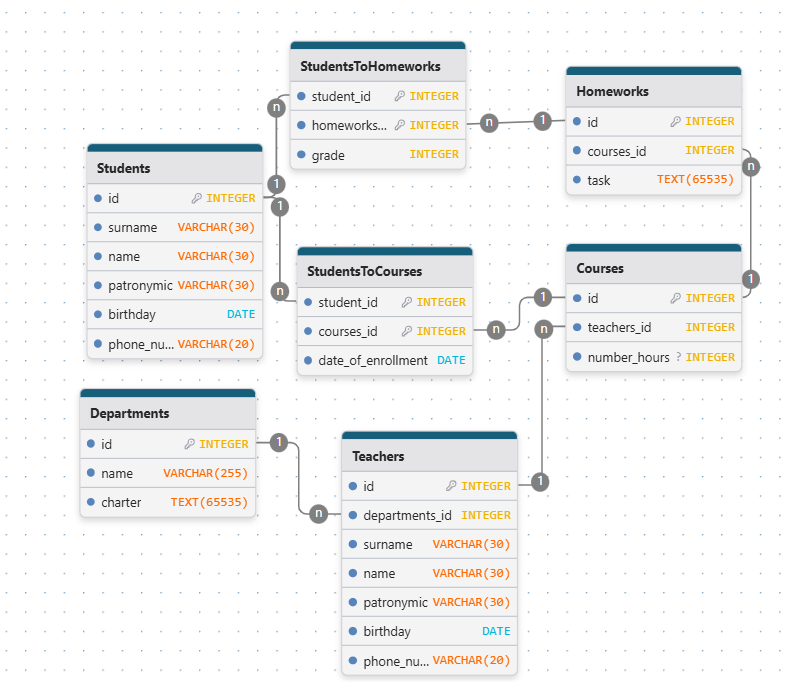 StudentsToHomeworks
student_id INTEGER
homeworks... INTEGER
grade INTEGER
n
1
n
1
1
n
Homeworks
id INTEGER
courses_id INTEGER
task TEXT(65535)
n
Students
id INTEGER
surname VARCHAR(30)
name VARCHAR(30)
patronymic VARCHAR(30)
birthday DATE
phone_nu... VARCHAR(20)
StudentsToCourses
student_id INTEGER
courses_id INTEGER
date_of_enrollment DATE
n
1
n
1
Courses
id INTEGER
teachers_id INTEGER
number_hours ? INTEGER
Departments
id INTEGER
name VARCHAR(255)
charter TEXT(65535)
1
n
1
Teachers
id INTEGER
departments_id INTEGER
surname VARCHAR(30)
name VARCHAR(30)
patronymic VARCHAR(30)
birthday DATE
phone_nu... VARCHAR(20)